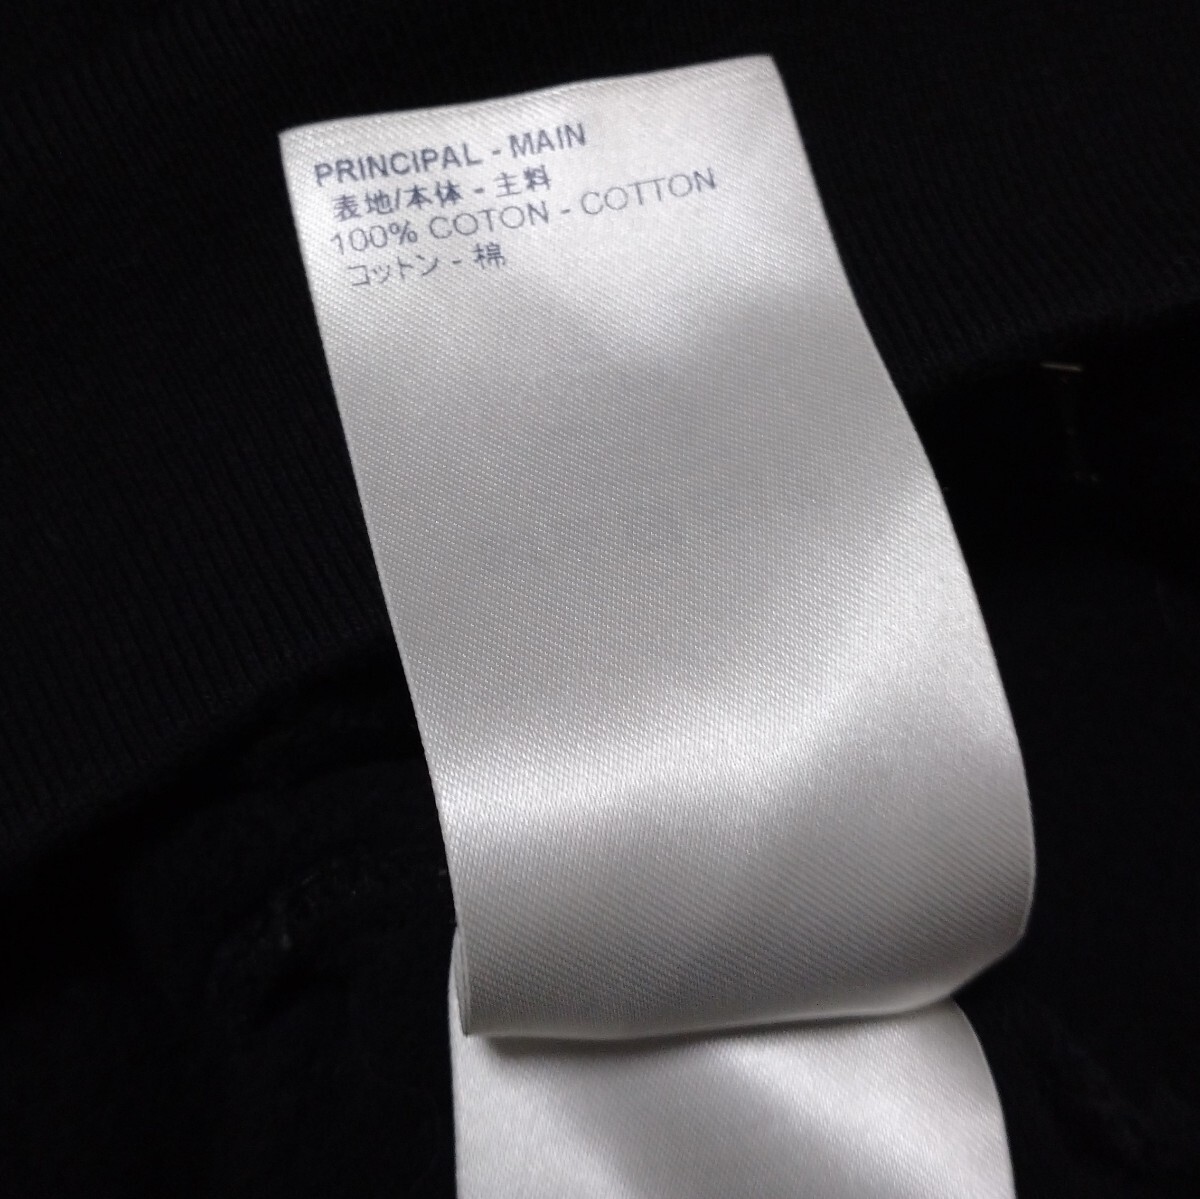 PRINCIPAL - MAIN
表地/本体 - 主料
100% COTON - COTTON
コットン - 棉